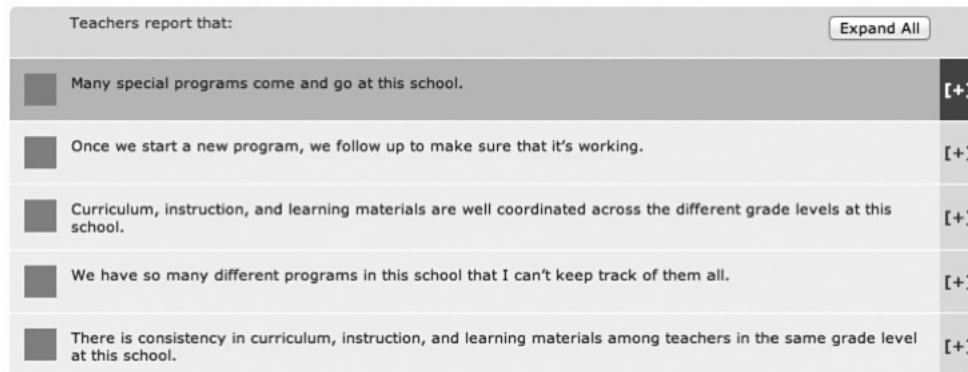 Teachers report that:
Expand All
Many special programs come and go at this school.
[+]
Once we start a new program, we follow up to make sure that it's working.
[+]
Curriculum, instruction, and learning materials are well coordinated across the different grade levels at this
school.
[+]
We have so many different programs in this school that I can't keep track of them all.
[+]
There is consistency in curriculum, instruction, and learning materials among teachers in the same grade level
at this school.
[+]